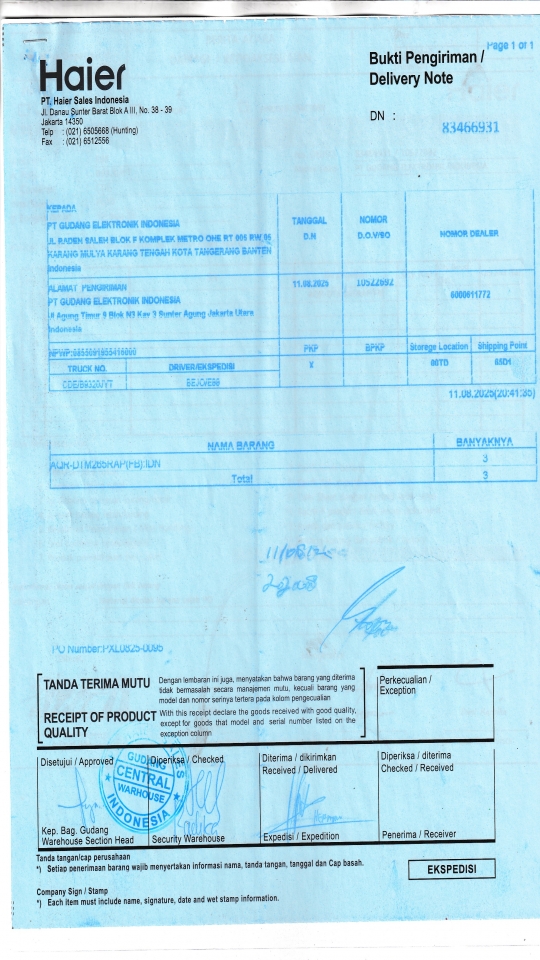 Page 1 of 1
Haier
PT. Haier Sales Indonesia
Jl. Danau Sunter Barat Blok A III, No. 38 - 39
Jakarta 14350
Telp : (021) 6505668 (Hunting)
Fax : (021) 6512556
Bukti Pengiriman /
Delivery Note
DN :
83466931
KEPADA
PT GUDANG ELEKTRONIK INDONESIA
JL RADEN SALEH BLOK F KOMPLEK METRO ONE RT 005 RW 05
KARANG MULYA KARANG TENGAH KOTA TANGERANG BANTEN
Indonesia
TANGGAL
D.N
NOMOR
D.O.V/SO
NOMOR DEALER
ALAMAT PENGIRIMAN
PT GUDANG ELEKTRONIK INDONESIA
Jl Agung Timur 9 Blok N3 Kav 3 Sunter Agung Jakarta Utara
Indonesia
11.08.2025
10522692
6000611772
PKP
BPKP
Storege Location
Shipping Point
TRUCK NO.
DRIVER/EKSPEDISI
X
65D1
11.08.2025(20:41:35)
NAMA BARANG
BANYAKNYA
AQR-DTM265RAP(FB):IDN
3
Total
3
PO Number:PXL0825-0095
TANDA TERIMA MUTU
Dengan lembaran ini juga, menyatakan bahwa barang yang diterima
tidak bermasalah secara manajemen mutu, kecuali barang yang
model dan nomor serinya tertera pada kolom pengecualian
RECEIPT OF PRODUCT
QUALITY
With this receipt declare the goods received with good quality,
except for goods that model and serial number listed on the
exception column
Perkecualian /
Exception
Disetujui / Approved
Diperiksa / Checked
Diterima / dikirimkan
Received / Delivered
Diperiksa / diterima
Checked / Received
GUDANG
CENTRAL
WARHOUSE
INDONESIA
Kep. Bag. Gudang
Warehouse Section Head
Security Warehouse
Expedisi / Expedition
Penerima / Receiver
Tanda tangan/cap perusahaan
*) Setiap penerimaan barang wajib menyertakan informasi nama, tanda tangan, tanggal dan Cap basah.
EKSPEDISI
Company Sign / Stamp
*) Each item must include name, signature, date and wet stamp information.